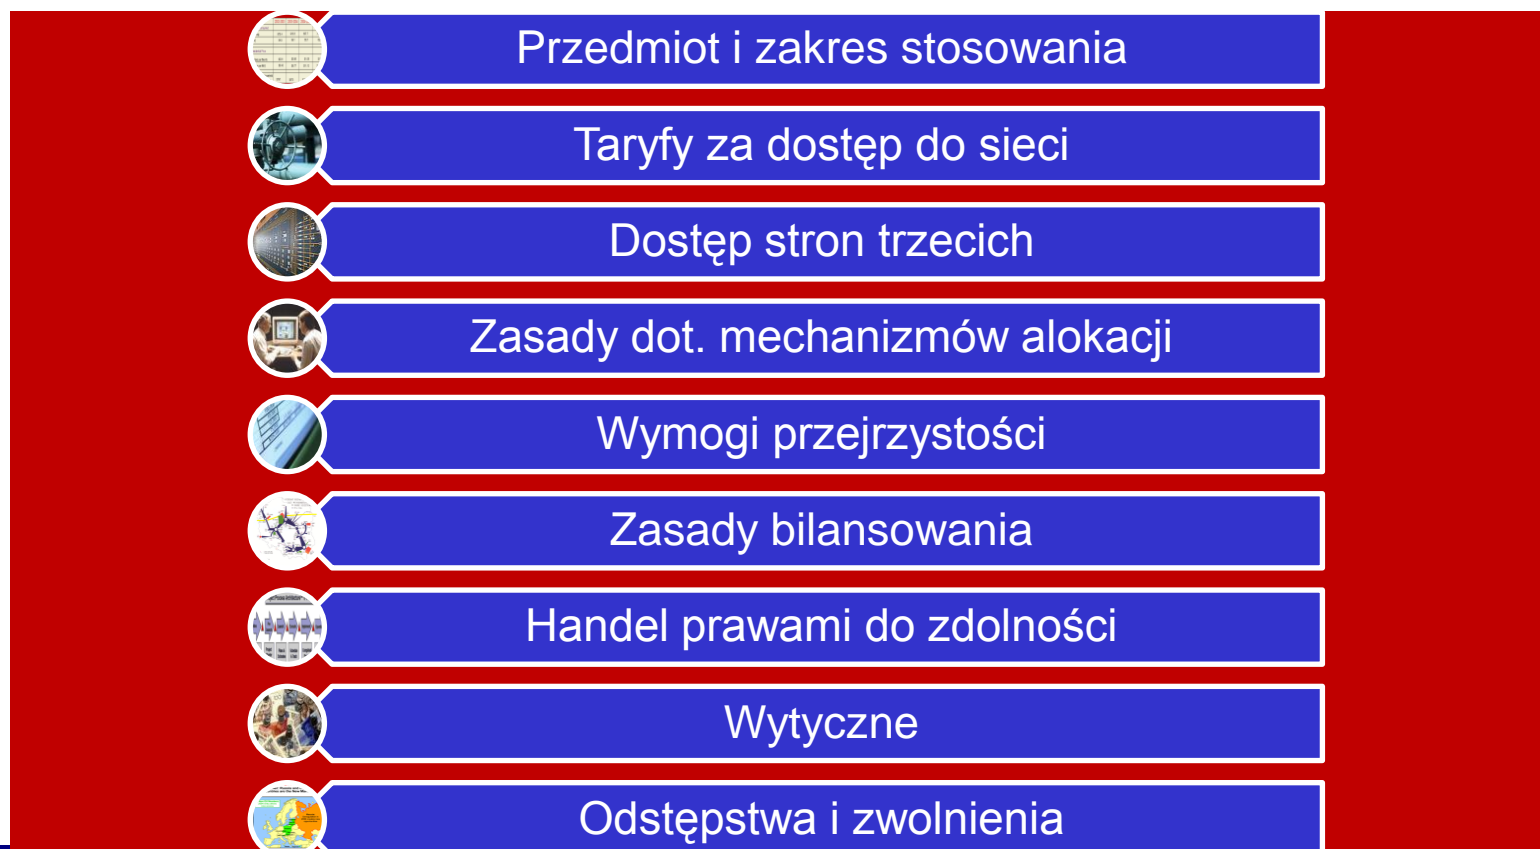 Przedmiot i zakres stosowania
Taryfy za dostęp do sieci
Dostęp stron trzecich
Zasady dot. mechanizmów alokacji
Wymogi przejrzystości
Zasady bilansowania
Handel prawami do zdolności
Wytyczne
Odstępstwa i zwolnienia